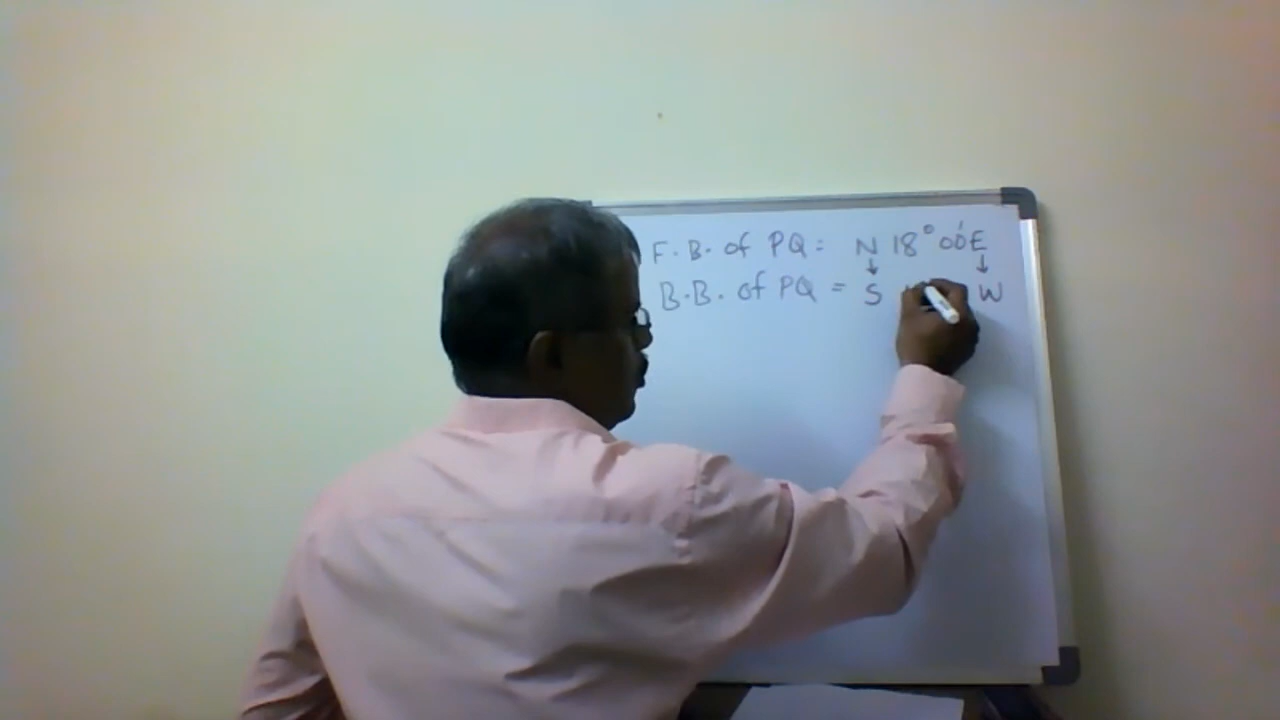 F.B. of PQ = N 18° 00' E
↓ ↓
B.B. of PQ = S W